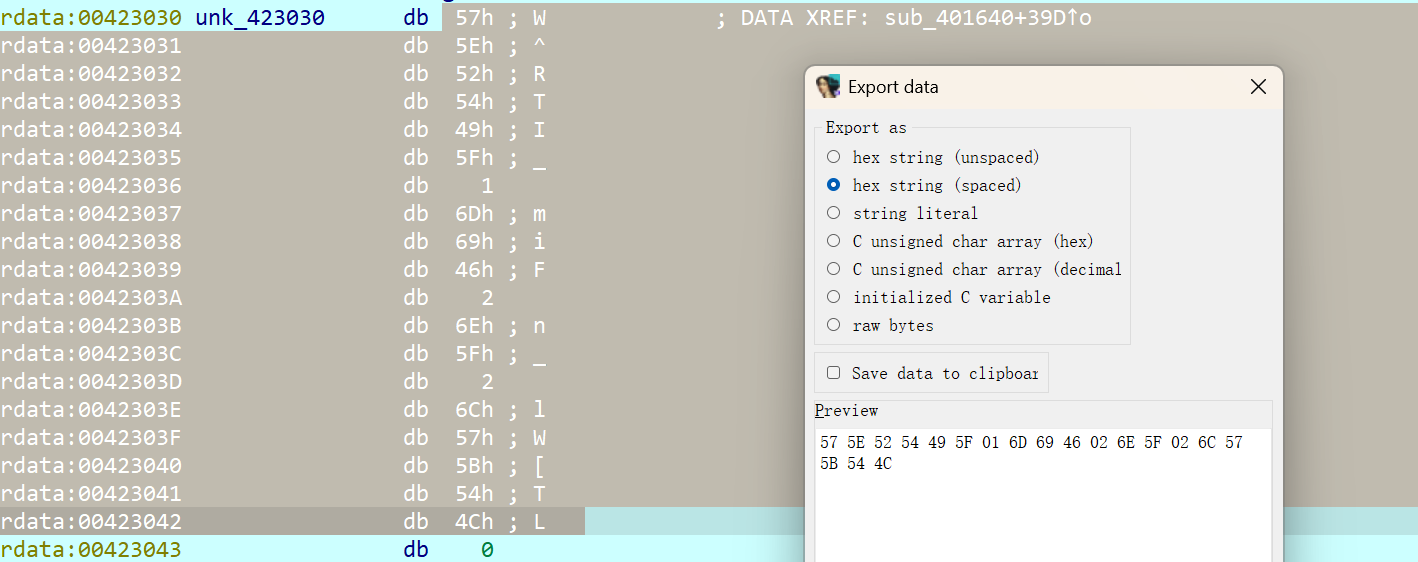 rdata:00423030 unk_423030 db 57h ; W ; DATA XREF: sub_401640+39D↑o
rdata:00423031 db 5Eh ; ^
rdata:00423032 db 52h ; R
rdata:00423033 db 54h ; T
rdata:00423034 db 49h ; I
rdata:00423035 db 5Fh ; _
rdata:00423036 db 1
rdata:00423037 db 6Dh ; m
rdata:00423038 db 69h ; i
rdata:00423039 db 46h ; F
rdata:0042303A db 2
rdata:0042303B db 6Eh ; n
rdata:0042303C db 5Fh ; _
rdata:0042303D db 2
rdata:0042303E db 6Ch ; l
rdata:0042303F db 57h ; W
rdata:00423040 db 5Bh ; [
rdata:00423041 db 54h ; T
rdata:00423042 db 4Ch ; L
rdata:00423043 db 0
Export data
Export as
hex string (unspaced)
hex string (spaced)
string literal
C unsigned char array (hex)
C unsigned char array (decimal
initialized C variable
raw bytes
Save data to clipboar
Preview
57 5E 52 54 49 5F 01 6D 69 46 02 6E 5F 02 6C 57
5B 54 4C